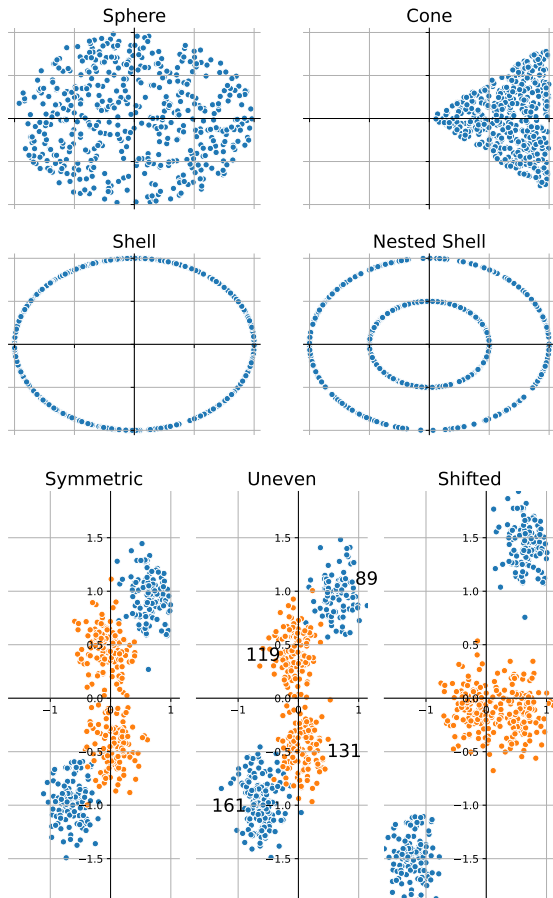 Sphere Cone
Shell Nested Shell
Symmetric Uneven Shifted
1.5 1.5 1.5
1.0 1.0 1.0
89
0.5 0.5 0.5
119
0.0 0.0 0.0
−1 0 1 −1 0 1 −1 0 1
−0.5 −0.5 −0.5
131
−1.0 161 −1.0 −1.0
−1.5 −1.5 −1.5